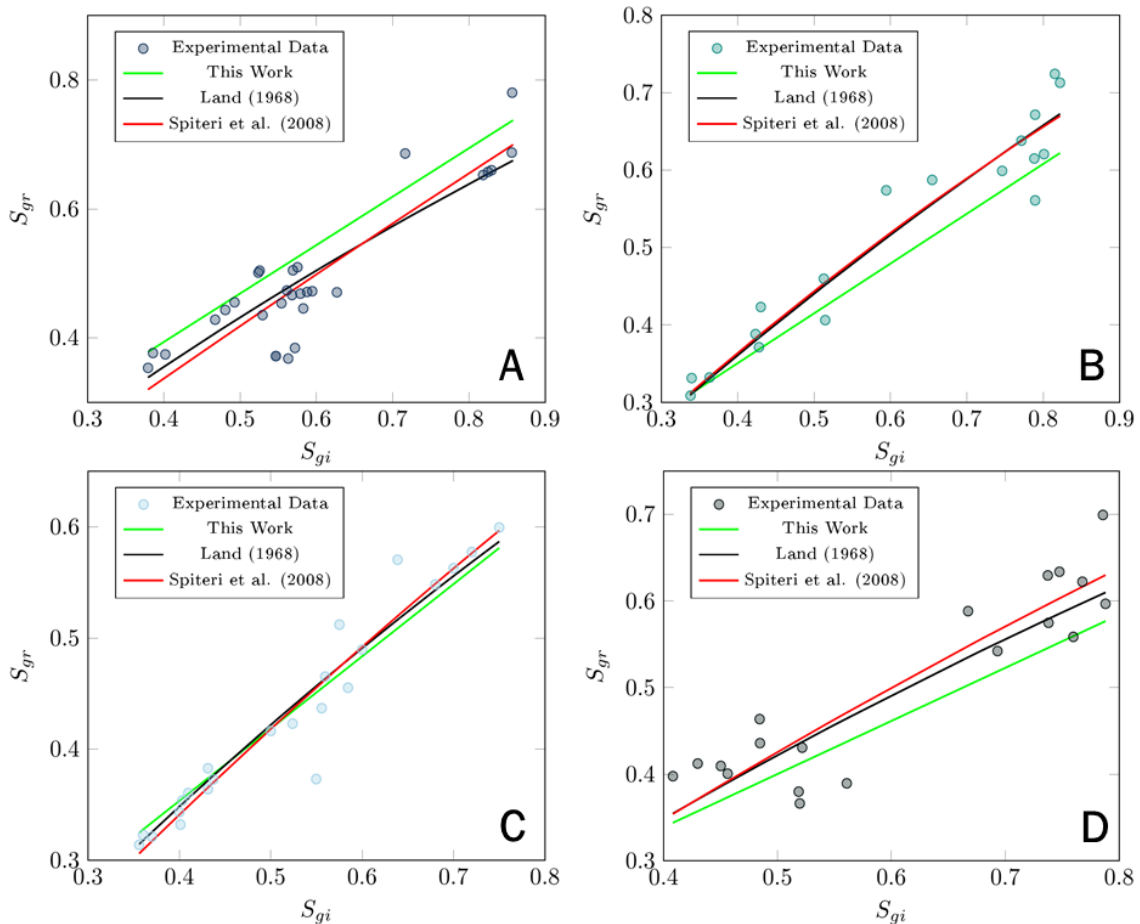 Experimental Data
This Work
Land (1968)
Spiteri et al. (2008)
0.8
0.6
0.4
S_gr
0.3 0.4 0.5 0.6 0.7 0.8 0.9
S_gi
A
Experimental Data
This Work
Land (1968)
Spiteri et al. (2008)
0.8
0.7
0.6
0.5
0.4
0.3
S_gr
0.3 0.4 0.5 0.6 0.7 0.8 0.9
S_gi
B
Experimental Data
This Work
Land (1968)
Spiteri et al. (2008)
0.6
0.5
0.4
0.3
S_gr
0.3 0.4 0.5 0.6 0.7 0.8
S_gi
C
Experimental Data
This Work
Land (1968)
Spiteri et al. (2008)
0.7
0.6
0.5
0.4
0.3
S_gr
0.4 0.5 0.6 0.7 0.8
S_gi
D